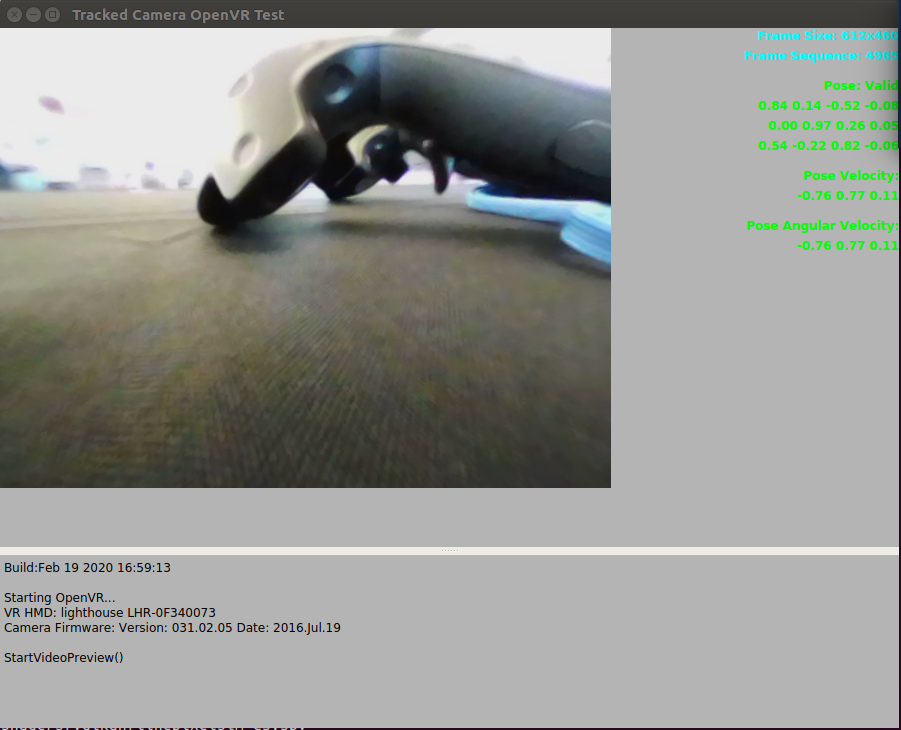 Tracked Camera OpenVR Test
Frame Size: 612x460
Frame Sequence: 4965
Pose: Valid
0.84 0.14 -0.52 -0.08
0.00 0.97 0.26 0.05
0.54 -0.22 0.82 -0.06
Pose Velocity:
-0.76 0.77 0.11
Pose Angular Velocity:
-0.76 0.77 0.11
Build:Feb 19 2020 16:59:13
Starting OpenVR...
VR HMD: lighthouse LHR-0F340073
Camera Firmware: Version: 031.02.05 Date: 2016.Jul.19
StartVideoPreview()